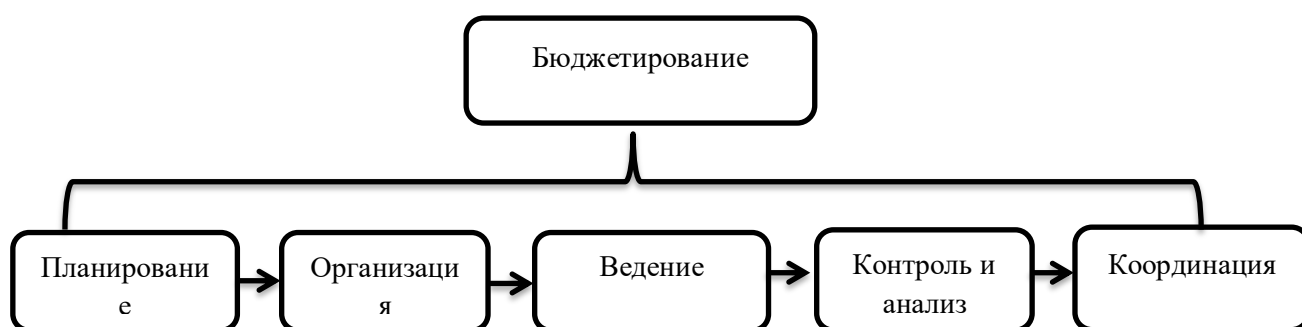 Бюджетирование
Планировани
е
Организаци
я
Ведение
Контроль и
анализ
Координация